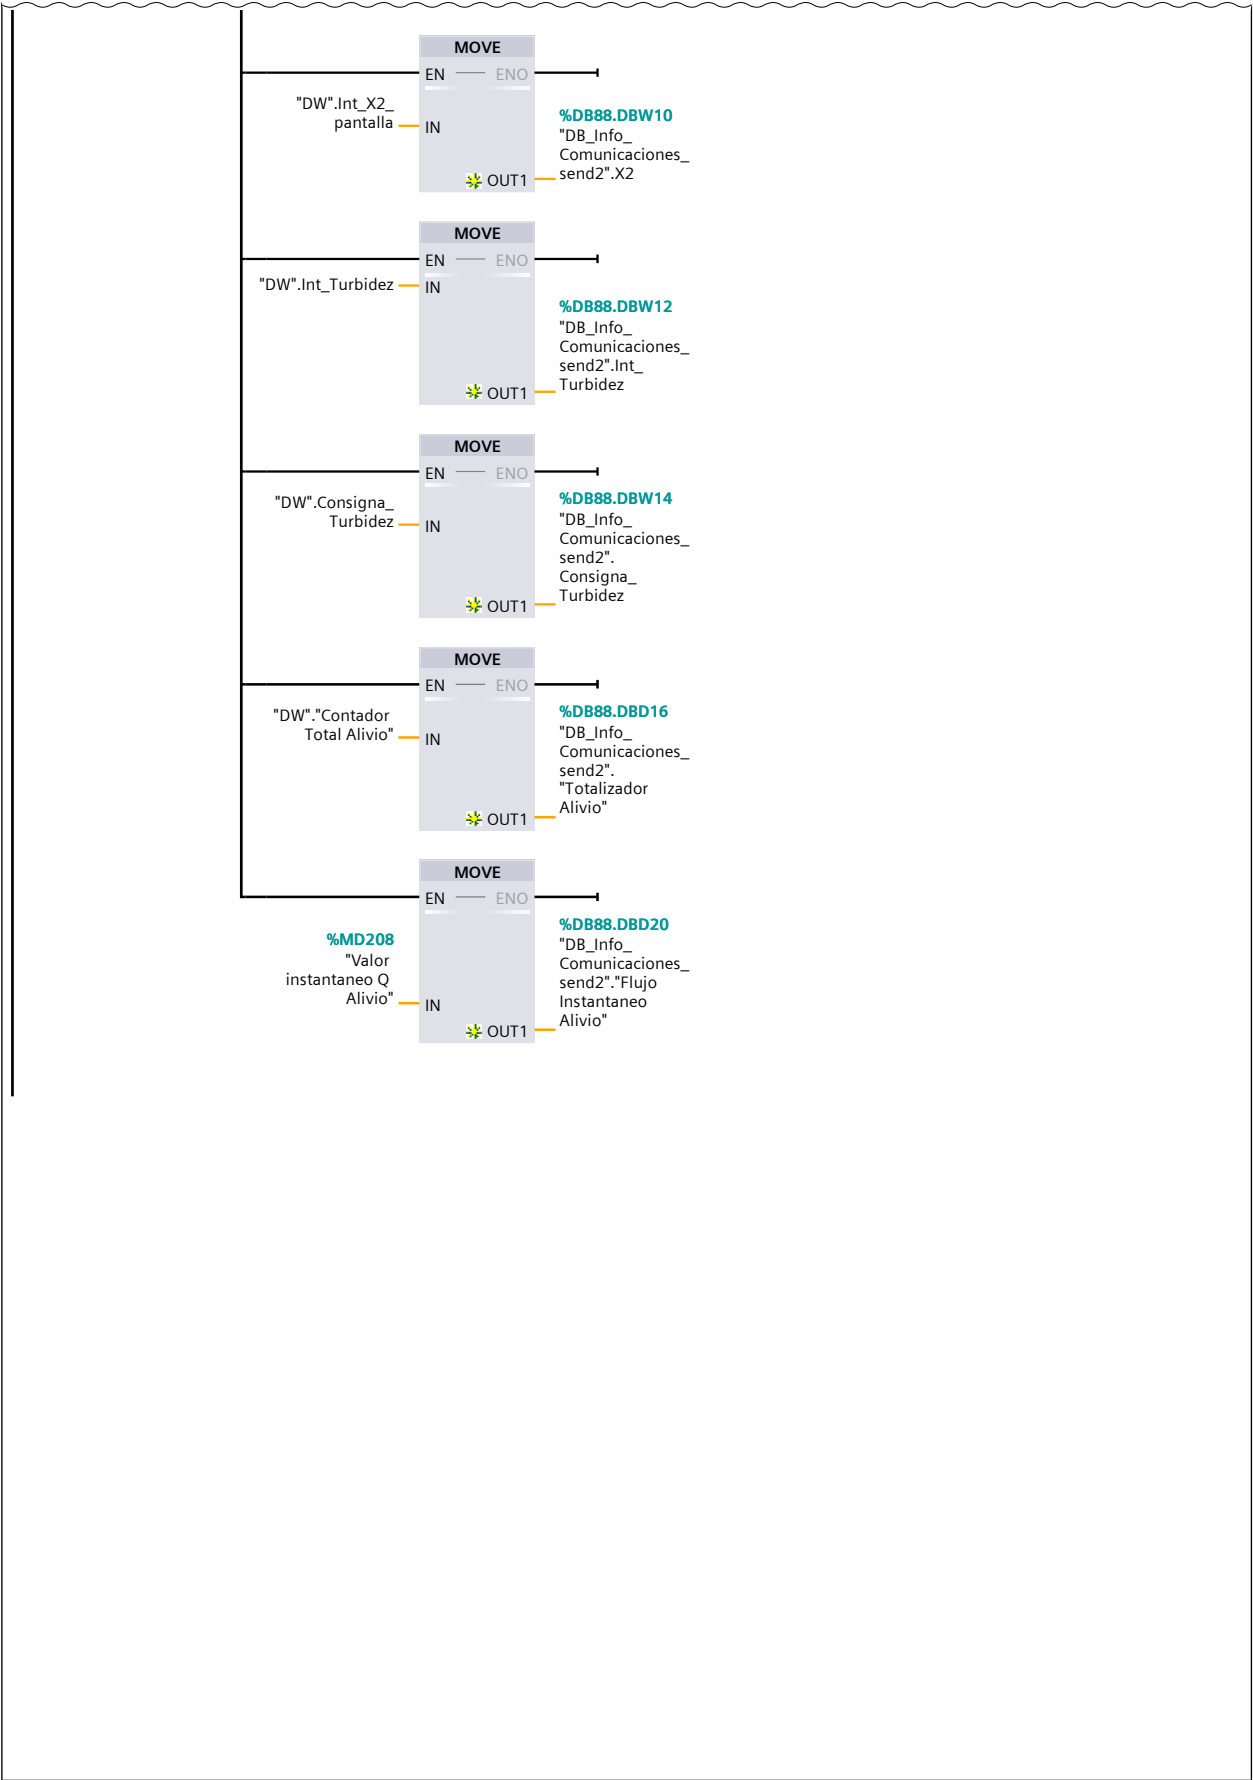 MOVE
EN
ENO
"DW".Int_X2_
pantalla
IN
%DB88.DBW10
"DB_Info_
Comunicaciones_
send2".X2
OUT1
MOVE
EN
ENO
"DW".Int_Turbidez
IN
%DB88.DBW12
"DB_Info_
Comunicaciones_
send2".Int_
Turbidez
OUT1
MOVE
EN
ENO
"DW".Consigna_
Turbidez
IN
%DB88.DBW14
"DB_Info_
Comunicaciones_
send2".
Consigna_
Turbidez
OUT1
MOVE
EN
ENO
"DW"."Contador
Total Alivio"
IN
%DB88.DBD16
"DB_Info_
Comunicaciones_
send2".
"Totalizador
Alivio"
OUT1
MOVE
EN
ENO
%MD208
"Valor
instantaneo Q
Alivio"
IN
%DB88.DBD20
"DB_Info_
Comunicaciones_
send2"."Flujo
Instantaneo
Alivio"
OUT1